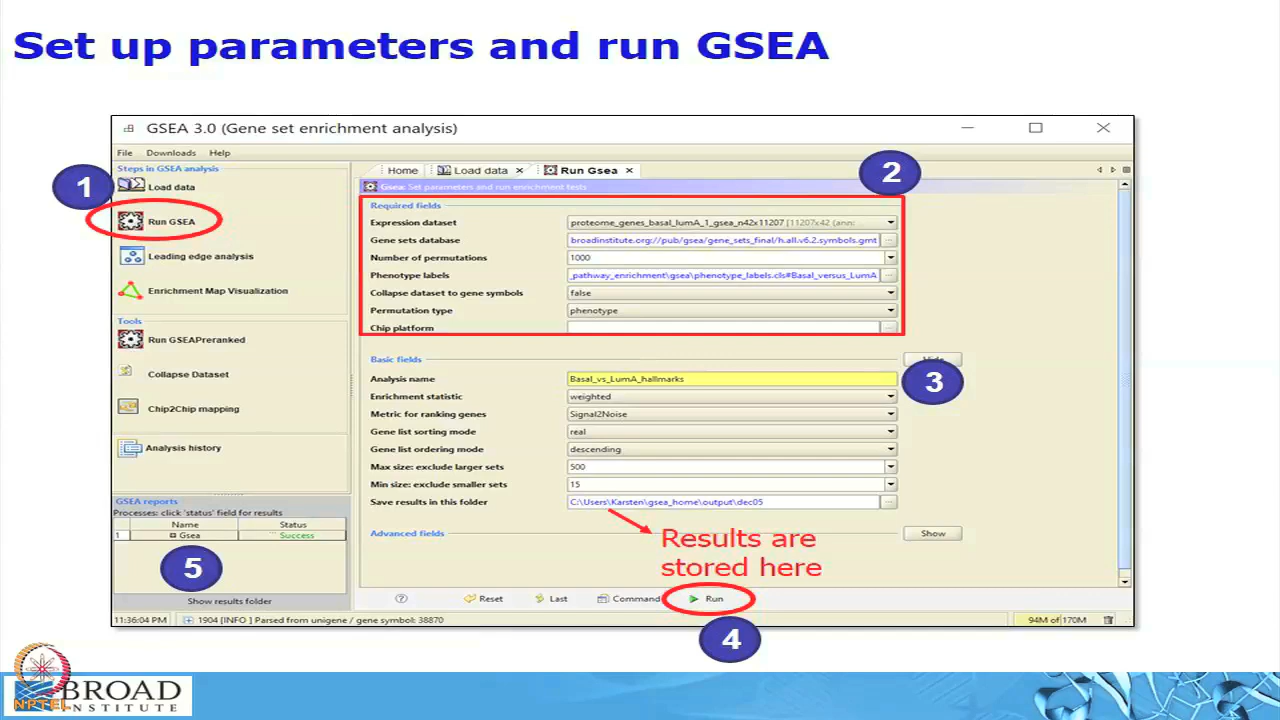 Set up parameters and run GSEA
GSEA 3.0 (Gene set enrichment analysis)
File Downloads Help
Steps in GSEA analysis
1
Load data
Run GSEA
Leading edge analysis
Enrichment Map Visualization
Tools
Run GSEAPreranked
Collapse Dataset
Chip2Chip mapping
Analysis history
GSEA reports
Processes: click 'status' field for results
Name Status
1 Gsea Success
5
Show results folder
Home Load data Run Gsea
2
Gsea: Set parameters and run enrichment tests
Required fields
Expression dataset proteome_genes_basal_lumA_1_gsea_n42x11207 [11207x42 (ann:
Gene sets database broadinstitute.org://pub/gsea/gene_sets_final/h.all.v6.2.symbols.gmt
Number of permutations 1000
Phenotype labels _pathway_enrichment\gsea\phenotype_labels.cls#Basal_versus_LumA
Collapse dataset to gene symbols false
Permutation type phenotype
Chip platform
Basic fields Hide
3
Analysis name Basal_vs_LumA_hallmarks
Enrichment statistic weighted
Metric for ranking genes Signal2Noise
Gene list sorting mode real
Gene list ordering mode descending
Max size: exclude larger sets 500
Min size: exclude smaller sets 15
Save results in this folder C:\Users\Karsten\gsea_home\output\dec05
Advanced fields Show
Results are
stored here
? Reset Last Command Run
4
11:36:04 PM 1904 [INFO ] Parsed from unigene / gene symbol: 38870 94M of 170M
BROAD
INSTITUTE
NPTEL